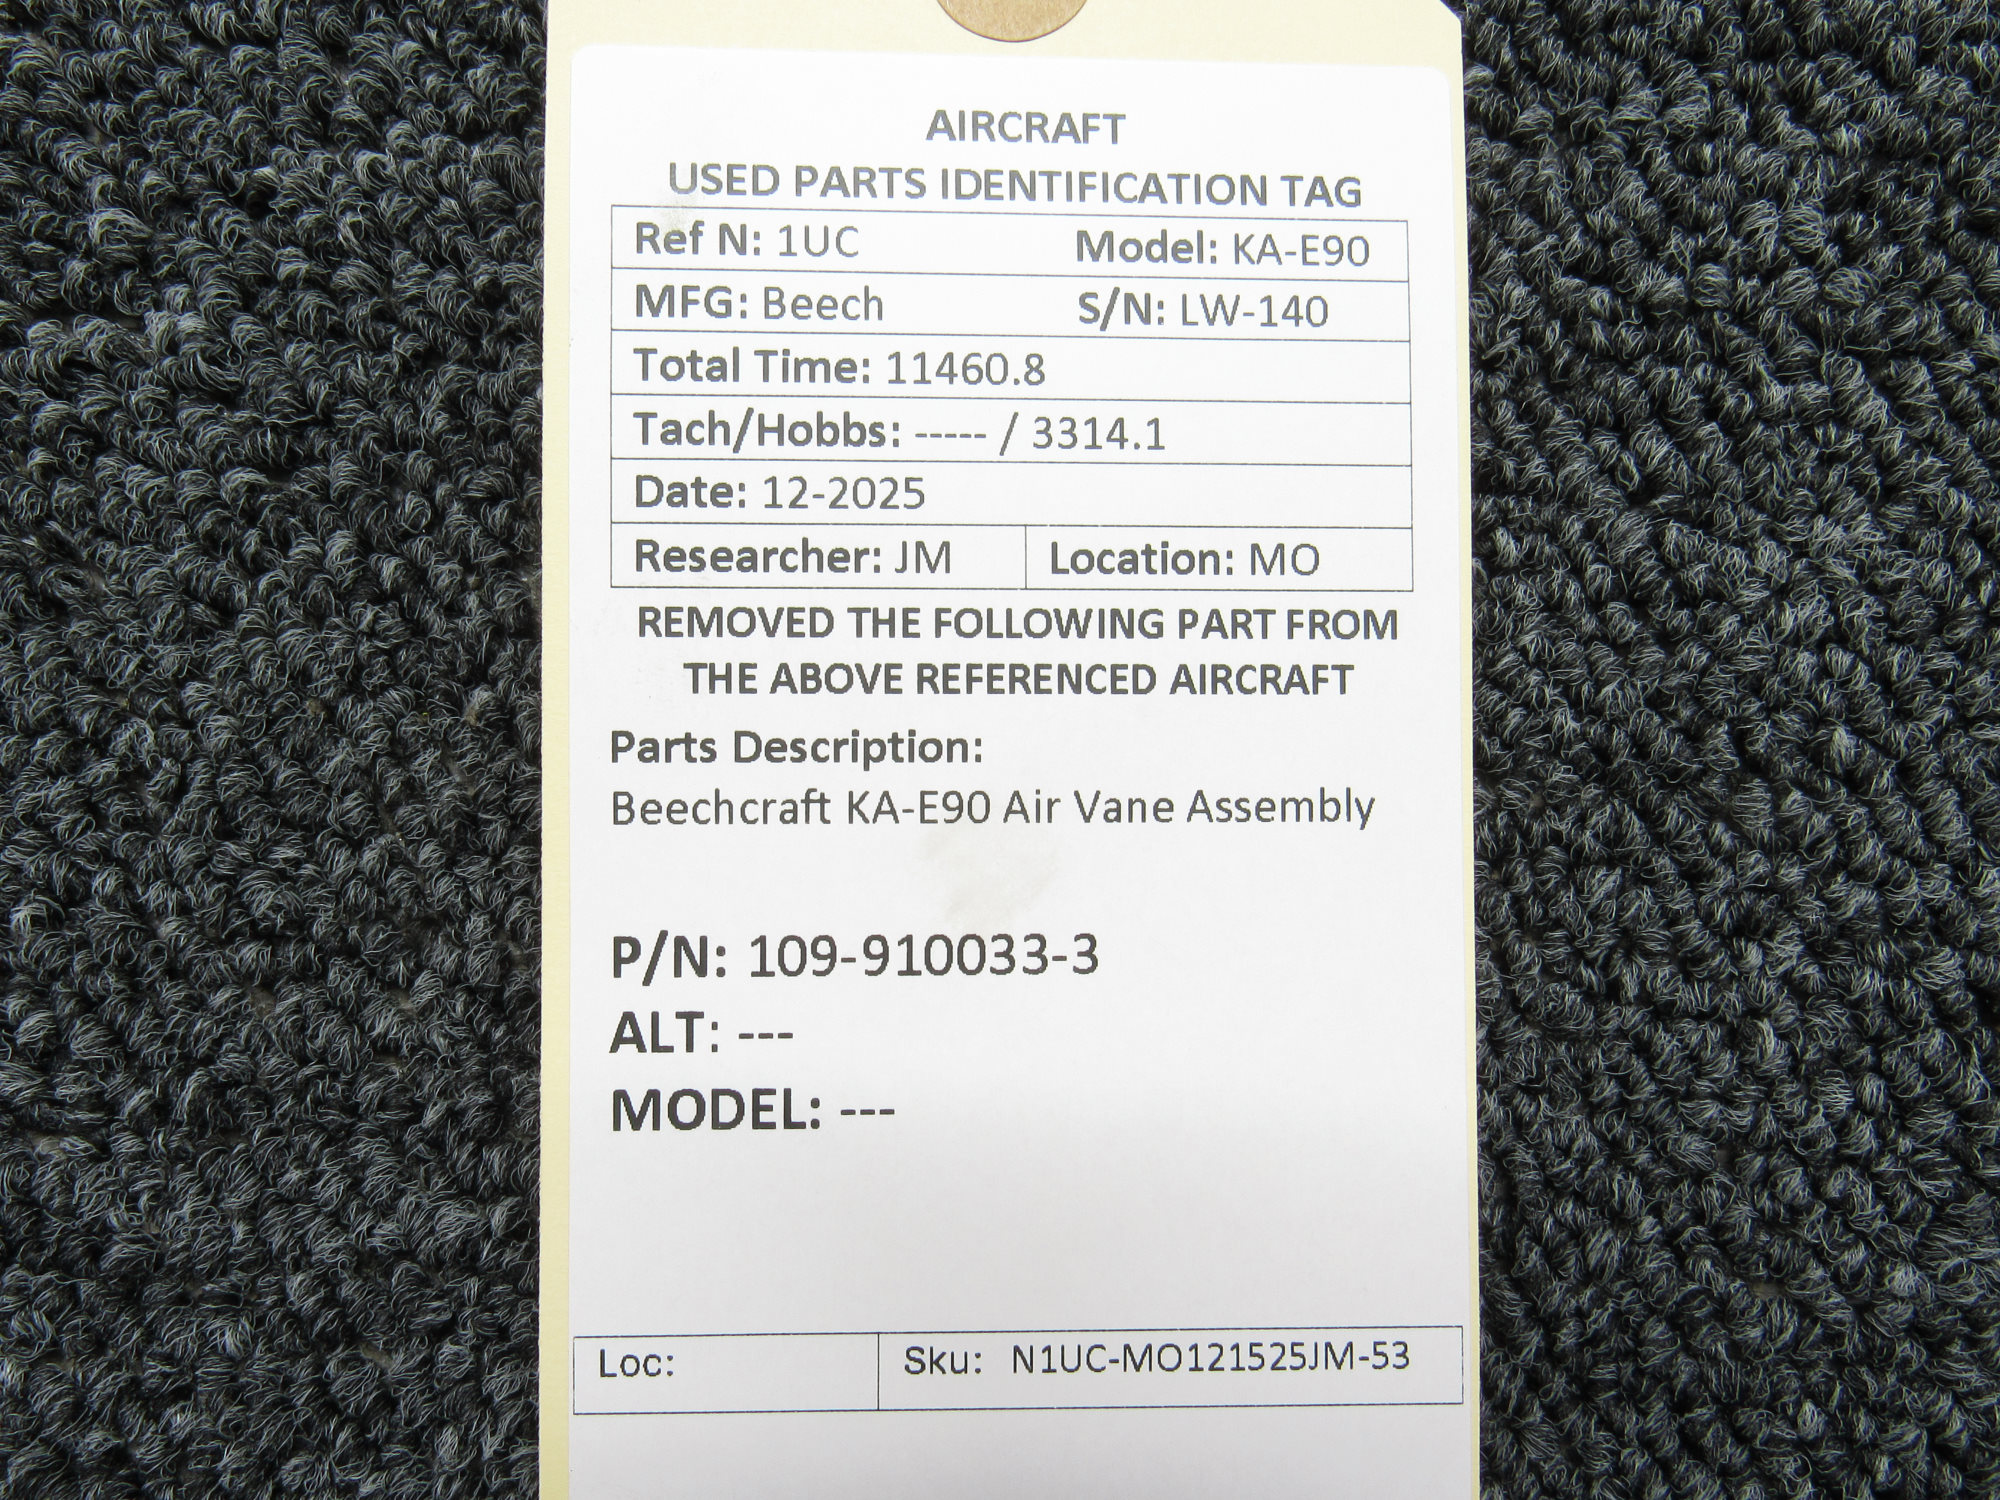 AIRCRAFT
USED PARTS IDENTIFICATION TAG
Ref N: 1UC Model: KA-E90
MFG: Beech S/N: LW-140
Total Time: 11460.8
Tach/Hobbs: ----- / 3314.1
Date: 12-2025
Researcher: JM Location: MO
REMOVED THE FOLLOWING PART FROM
THE ABOVE REFERENCED AIRCRAFT
Parts Description:
Beechcraft KA-E90 Air Vane Assembly
P/N: 109-910033-3
ALT: ---
MODEL: ---
Loc: Sku: N1UC-MO121525JM-53